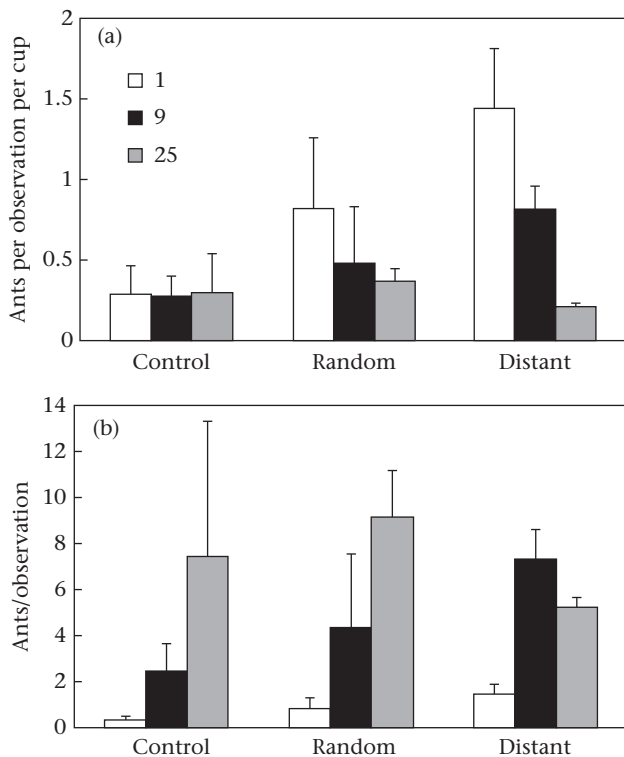 2
(a)
1
9
25
1.5
1
0.5
0
Ants per observation per cup
Control Random Distant
14
(b)
12
10
8
6
4
2
0
Ants/observation
Control Random Distant